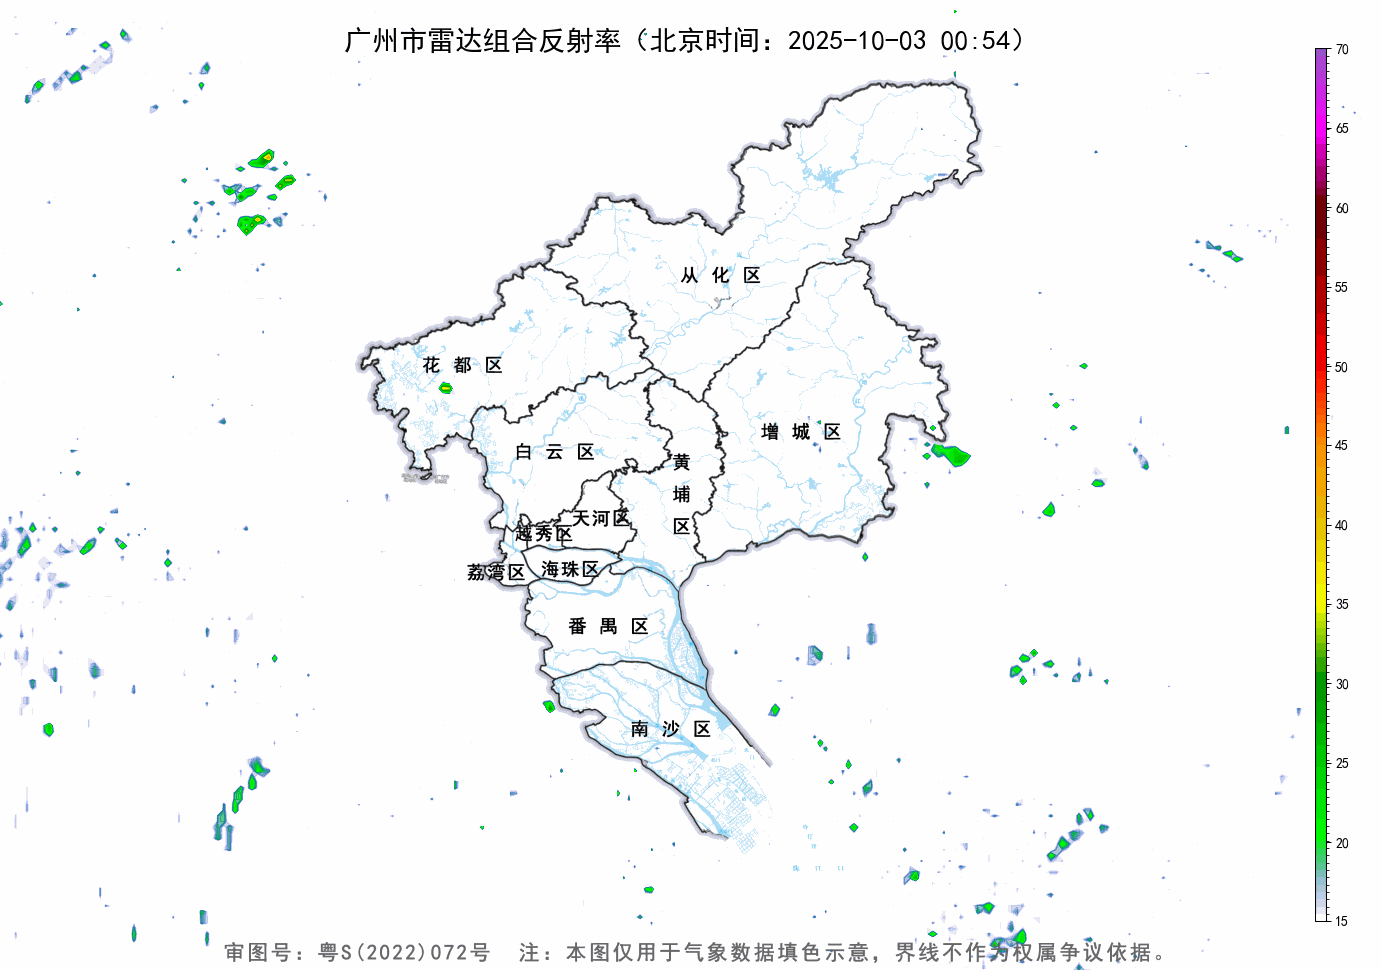 广州市雷达组合反射率（北京时间：2025-10-03 00:54）
70
65
60
55
50
45
40
35
30
25
20
15
从化区
花都区
增城区
白云区
黄埔区
天河区
越秀区
荔湾区
海珠区
番禺区
南沙区
审图号：粤S(2022)072号 注：本图仅用于气象数据填色示意，界线不作为权属争议依据。